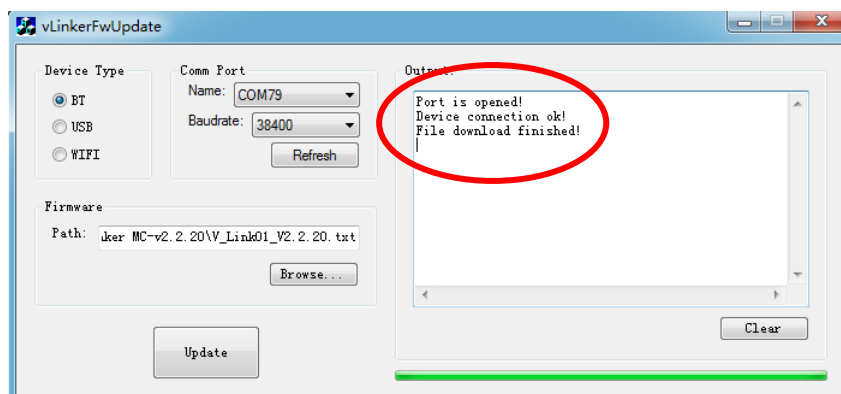 vLinkerFwUpdate
Device Type
BT
USB
WIFI
Comm Port
Name: COM79
Baudrate: 38400
Refresh
Firmware
Path: ker MC-v2.2.20\V_Link01_V2.2.20.txt
Browse...
Update
Output:
Port is opened!
Device connection ok!
File download finished!
Clear